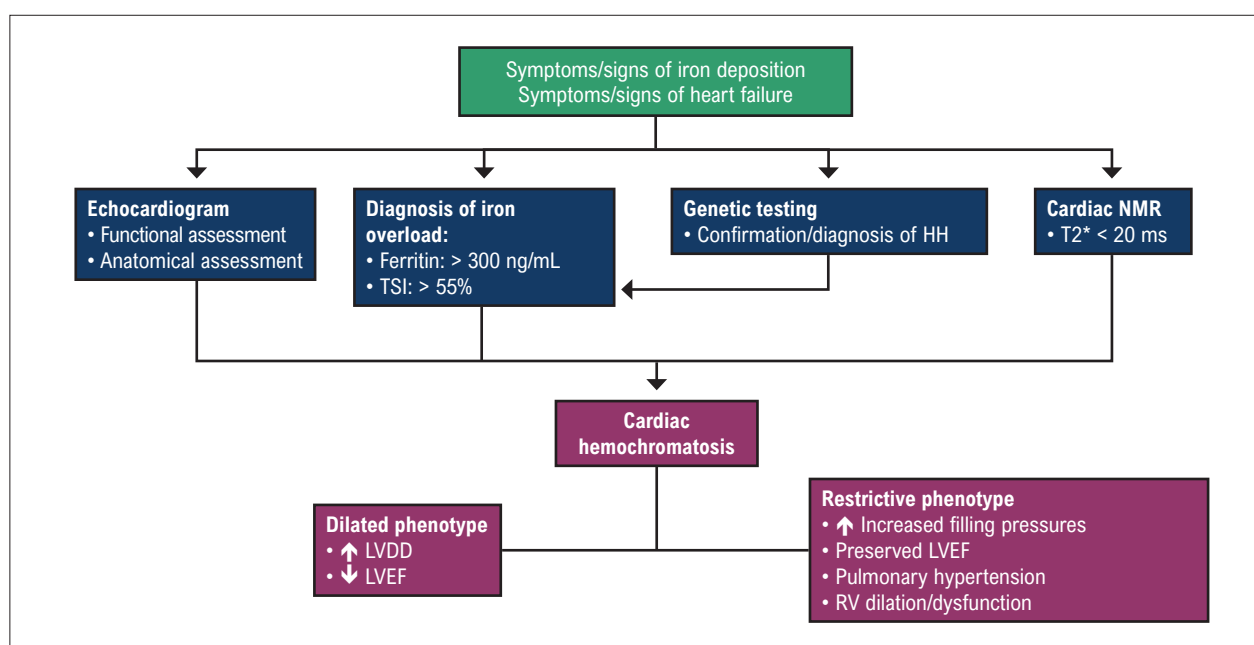 Symptoms/signs of iron deposition
Symptoms/signs of heart failure
Echocardiogram
• Functional assessment
• Anatomical assessment
Diagnosis of iron
overload:
• Ferritin: > 300 ng/mL
• TSI: > 55%
Genetic testing
• Confirmation/diagnosis of HH
Cardiac NMR
• T2* < 20 ms
Cardiac
hemochromatosis
Dilated phenotype
• ↑ LVDD
• ↓ LVEF
Restrictive phenotype
• ↑ Increased filling pressures
• Preserved LVEF
• Pulmonary hypertension
• RV dilation/dysfunction